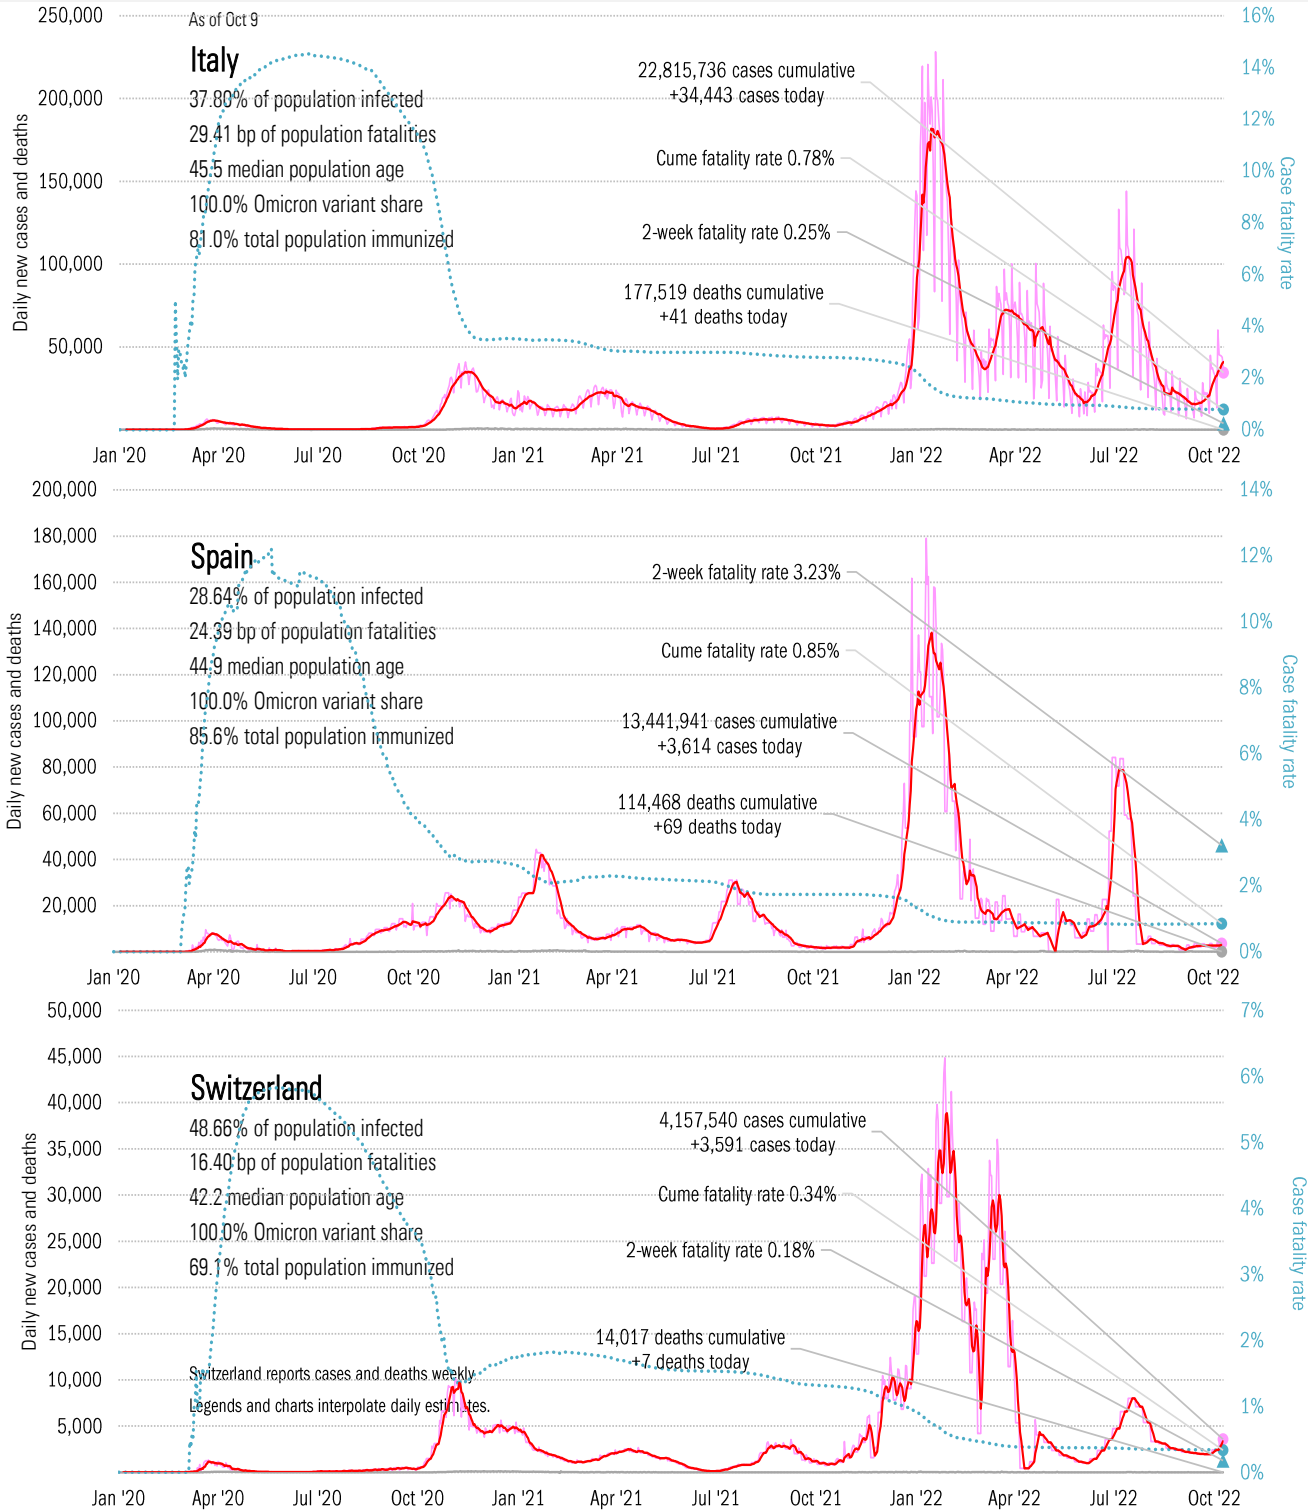 As of Oct 9
Italy
37.80% of population infected
29.41 bp of population fatalities
45.5 median population age
100.0% Omicron variant share
81.0% total population immunized
22,815,736 cases cumulative
+34,443 cases today
Cume fatality rate 0.78%
2-week fatality rate 0.25%
177,519 deaths cumulative
+41 deaths today
Daily new cases and deaths
250,000
200,000
150,000
100,000
50,000
Case fatality rate
16%
14%
12%
10%
8%
6%
4%
2%
0%
Jan '20 Apr '20 Jul '20 Oct '20 Jan '21 Apr '21 Jul '21 Oct '21 Jan '22 Apr '22 Jul '22 Oct '22
Spain
28.64% of population infected
24.39 bp of population fatalities
44.9 median population age
100.0% Omicron variant share
85.6% total population immunized
2-week fatality rate 3.23%
Cume fatality rate 0.85%
13,441,941 cases cumulative
+3,614 cases today
114,468 deaths cumulative
+69 deaths today
Daily new cases and deaths
200,000
180,000
160,000
140,000
120,000
100,000
80,000
60,000
40,000
20,000
Case fatality rate
14%
12%
10%
8%
6%
4%
2%
0%
Jan '20 Apr '20 Jul '20 Oct '20 Jan '21 Apr '21 Jul '21 Oct '21 Jan '22 Apr '22 Jul '22 Oct '22
Switzerland
48.66% of population infected
16.40 bp of population fatalities
42.2 median population age
100.0% Omicron variant share
69.1% total population immunized
Switzerland reports cases and deaths weekly
Legends and charts interpolate daily estimates.
4,157,540 cases cumulative
+3,591 cases today
Cume fatality rate 0.34%
2-week fatality rate 0.18%
14,017 deaths cumulative
+7 deaths today
Daily new cases and deaths
50,000
45,000
40,000
35,000
30,000
25,000
20,000
15,000
10,000
5,000
Case fatality rate
7%
6%
5%
4%
3%
2%
1%
0%
Jan '20 Apr '20 Jul '20 Oct '20 Jan '21 Apr '21 Jul '21 Oct '21 Jan '22 Apr '22 Jul '22 Oct '22